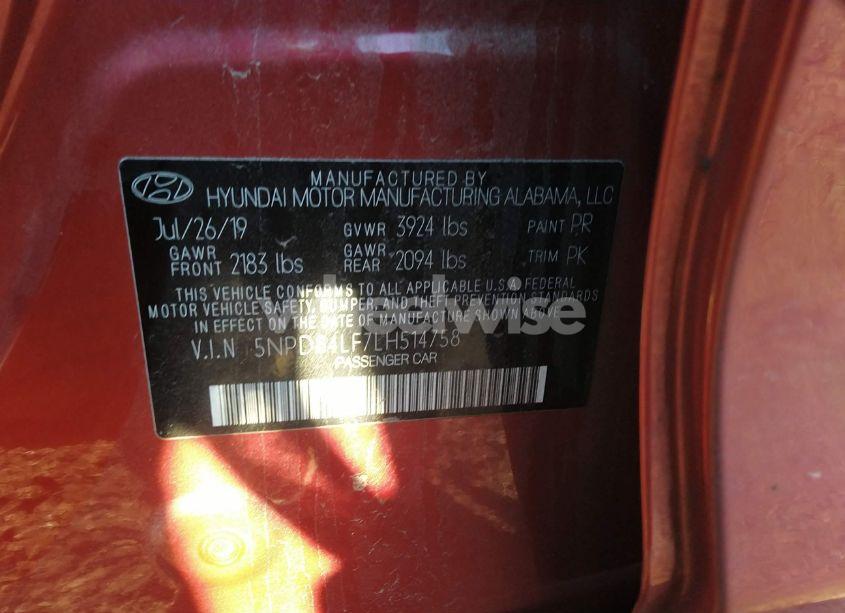 MANUFACTURED BY
HYUNDAI MOTOR MANUFACTURING ALABAMA, LLC
Jul/26/19 GVWR 3924 lbs PAINT PR
GAWR FRONT 2183 lbs GAWR REAR 2094 lbs TRIM PK
THIS VEHICLE CONFORMS TO ALL APPLICABLE U.S.A FEDERAL
MOTOR VEHICLE SAFETY, BUMPER, AND THEFT PREVENTION STANDARDS
IN EFFECT ON THE DATE OF MANUFACTURE SHOWN ABOVE.
V.I.N 5NPD84LF7LH514758
PASSENGER CAR